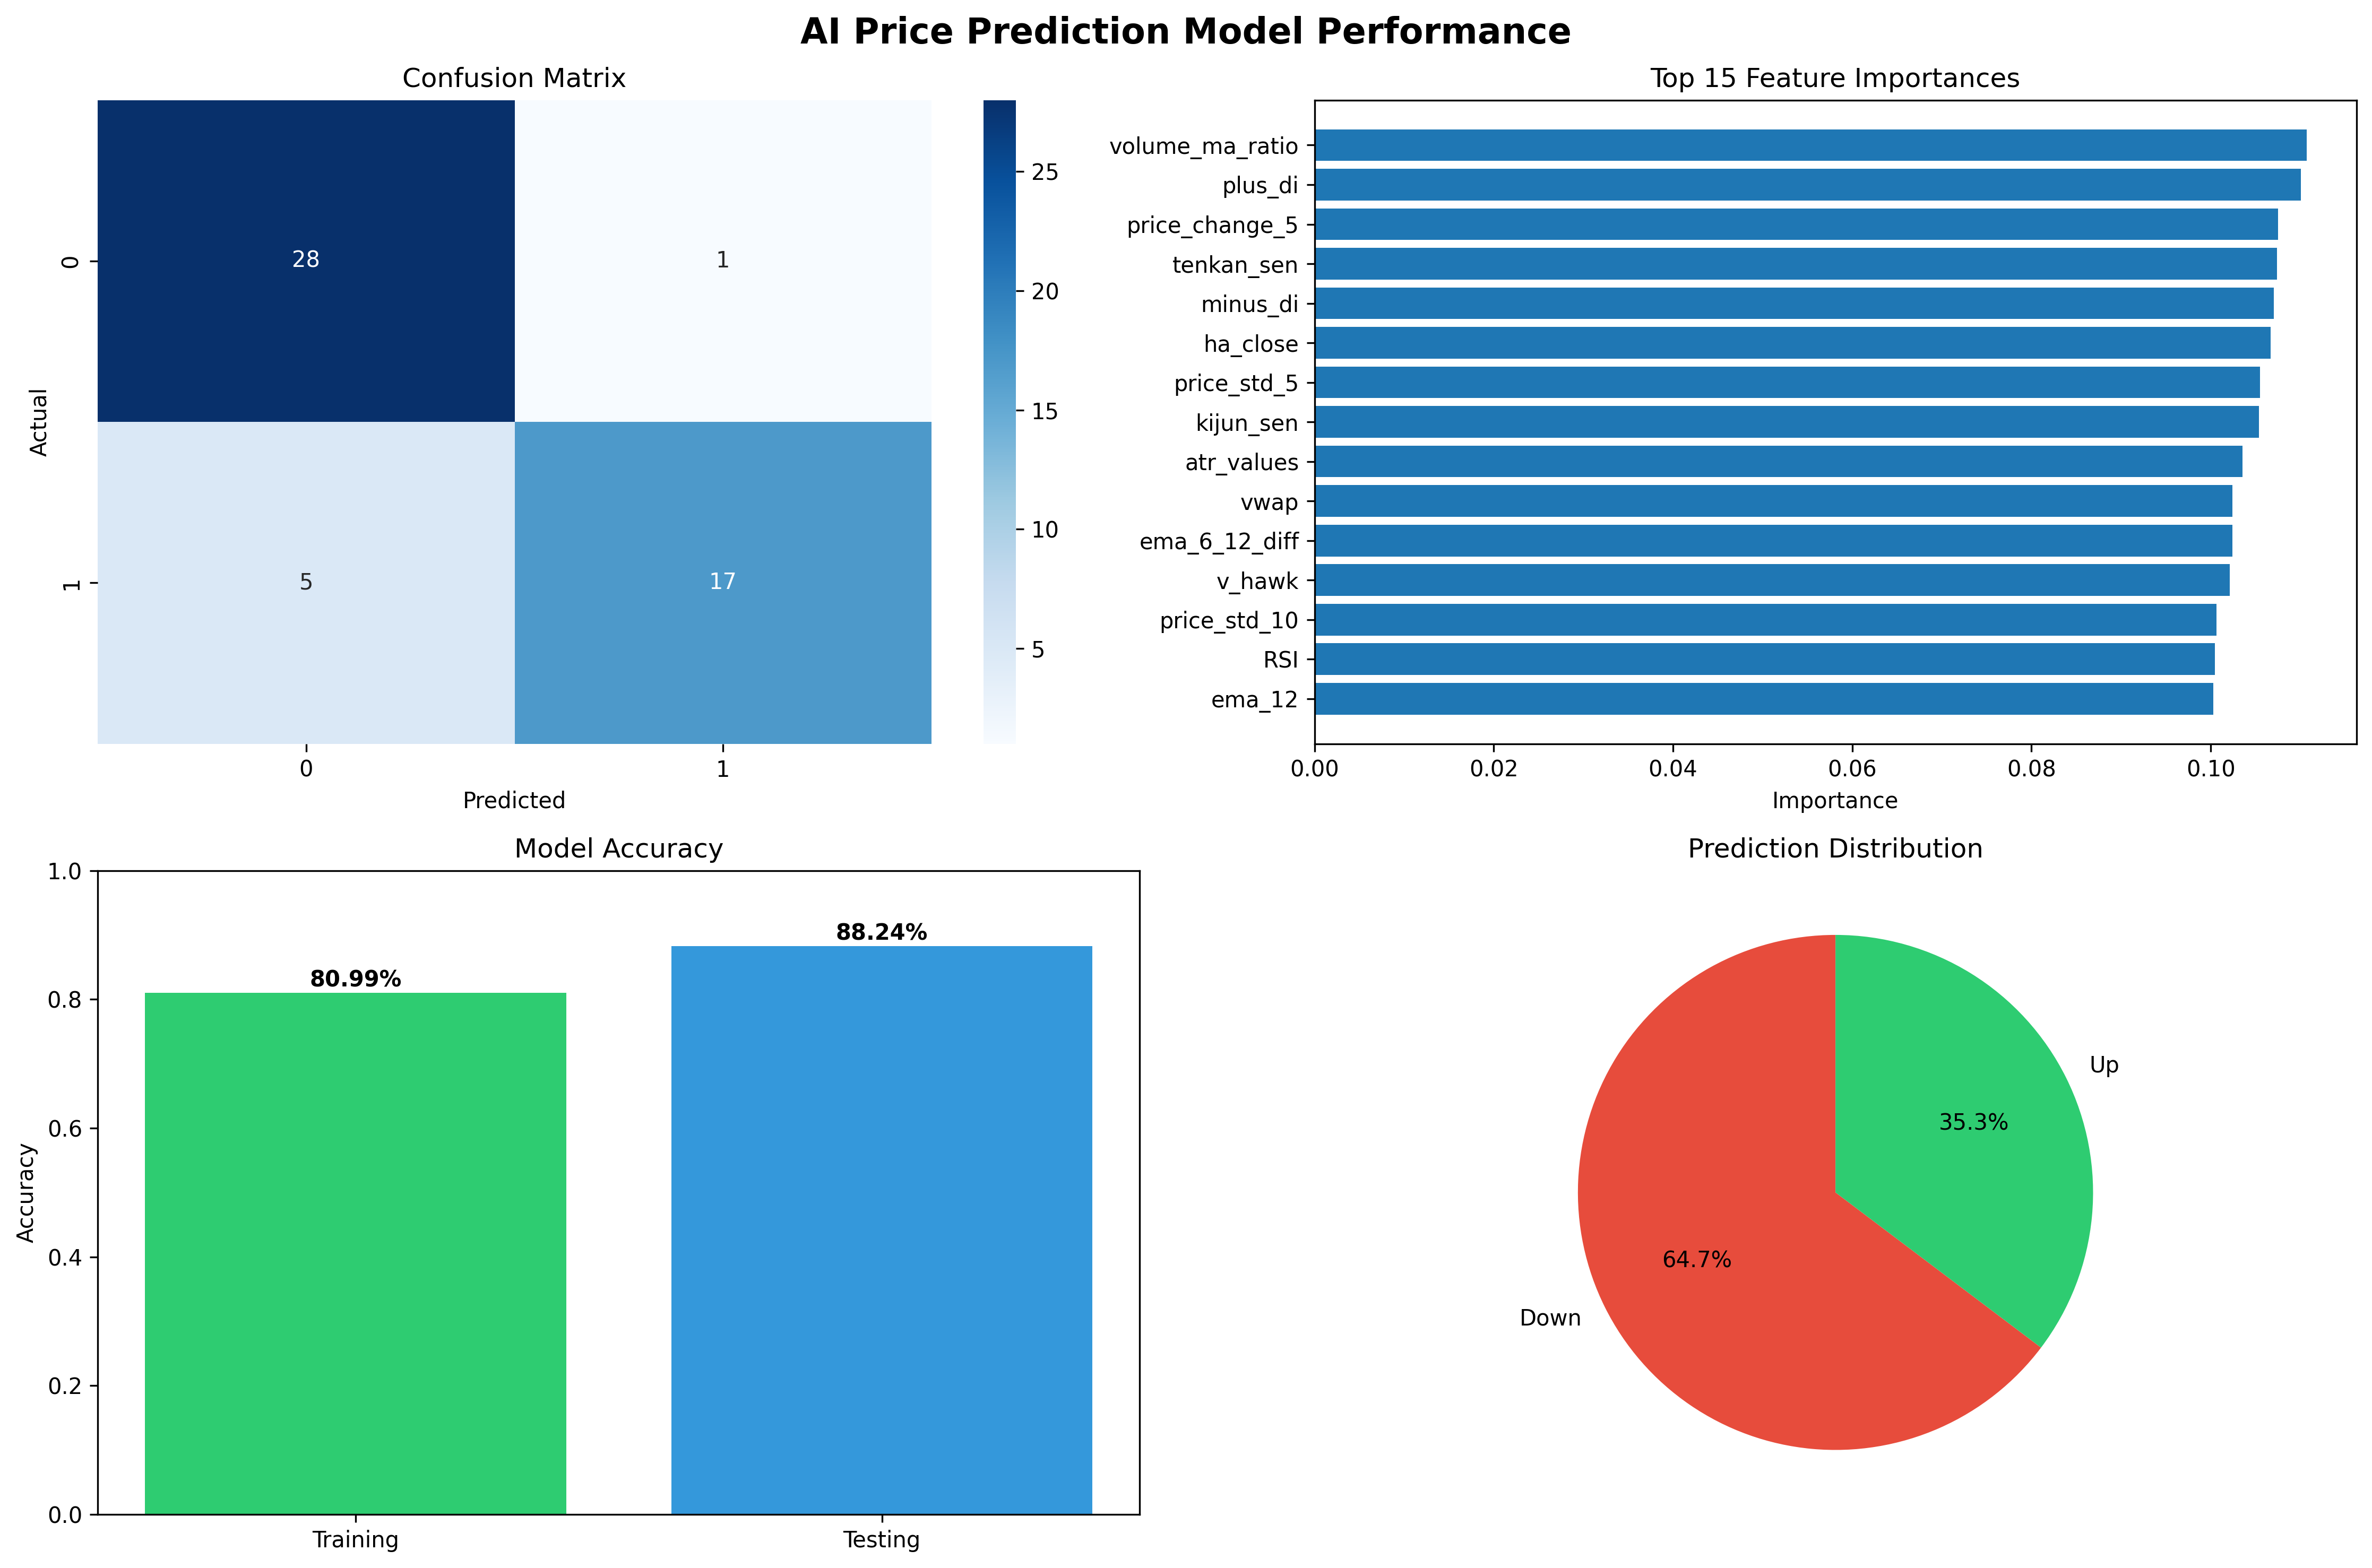 AI Price Prediction Model Performance
Confusion Matrix
28
1
5
17
0
1
Actual
0
1
Predicted
25
20
15
10
5
Top 15 Feature Importances
volume_ma_ratio
plus_di
price_change_5
tenkan_sen
minus_di
ha_close
price_std_5
kijun_sen
atr_values
vwap
ema_6_12_diff
v_hawk
price_std_10
RSI
ema_12
0.00 0.02 0.04 0.06 0.08 0.10
Importance
Model Accuracy
1.0
0.8
0.6
0.4
0.2
0.0
Accuracy
80.99%
88.24%
Training Testing
Prediction Distribution
Up
35.3%
64.7%
Down